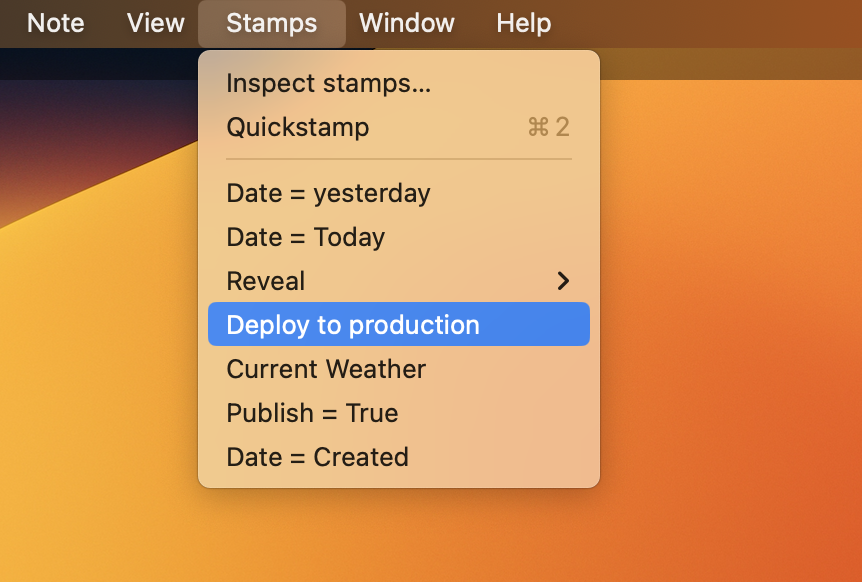 Note View Stamps Window Help
Inspect stamps...
Quickstamp ⌘ 2
Date = yesterday
Date = Today
Reveal
Deploy to production
Current Weather
Publish = True
Date = Created